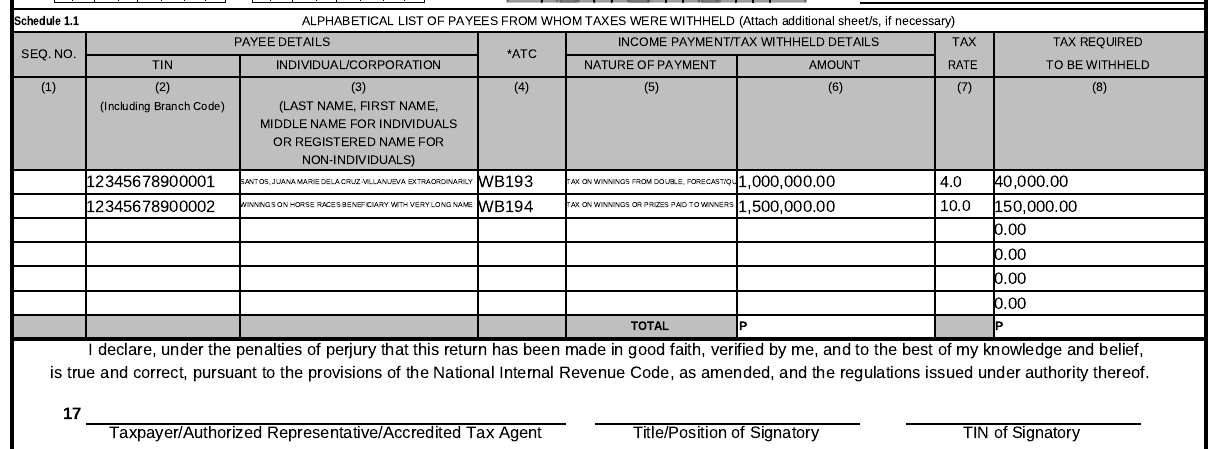 Schedule 1.1 ALPHABETICAL LIST OF PAYEES FROM WHOM TAXES WERE WITHHELD (Attach additional sheet/s, if necessary)
SEQ. NO. PAYEE DETAILS *ATC INCOME PAYMENT/TAX WITHHELD DETAILS TAX TAX REQUIRED
TIN INDIVIDUAL/CORPORATION NATURE OF PAYMENT AMOUNT RATE TO BE WITHHELD
(1) (2) (3) (4) (5) (6) (7) (8)
(Including Branch Code) (LAST NAME, FIRST NAME,
MIDDLE NAME FOR INDIVIDUALS
OR REGISTERED NAME FOR
NON-INDIVIDUALS)
12345678900001 SANTOS, JUANA MARIE DELA CRUZ-VILLANUEVA EXTRAORDINARILY WB193 TAX ON WINNINGS FROM DOUBLE, FORECAST/QU 1,000,000.00 4.0 40,000.00
12345678900002 WINNINGS ON HORSE RACES BENEFICIARY WITH VERY LONG NAME WB194 TAX ON WINNINGS OR PRIZES PAID TO WINNERS 1,500,000.00 10.0 150,000.00
0.00
0.00
0.00
0.00
TOTAL P P
I declare, under the penalties of perjury that this return has been made in good faith, verified by me, and to the best of my knowledge and belief,
is true and correct, pursuant to the provisions of the National Internal Revenue Code, as amended, and the regulations issued under authority thereof.
17
Taxpayer/Authorized Representative/Accredited Tax Agent Title/Position of Signatory TIN of Signatory